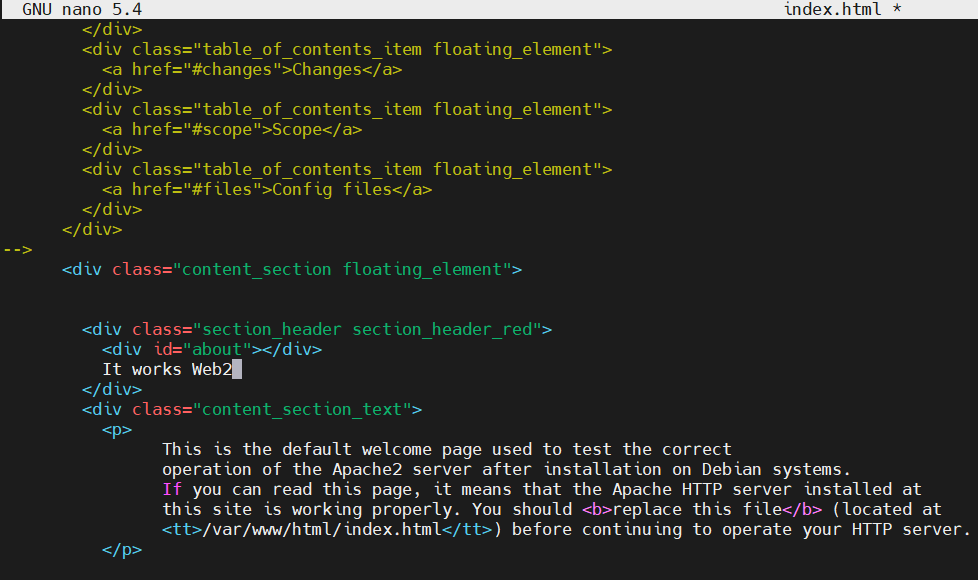 GNU nano 5.4 index.html *
</div>
<div class="table_of_contents_item floating_element">
<a href="#changes">Changes</a>
</div>
<div class="table_of_contents_item floating_element">
<a href="#scope">Scope</a>
</div>
<div class="table_of_contents_item floating_element">
<a href="#files">Config files</a>
</div>
</div>
-->
<div class="content_section floating_element">
<div class="section_header section_header_red">
<div id="about"></div>
It works Web2
</div>
<div class="content_section_text">
<p>
This is the default welcome page used to test the correct
operation of the Apache2 server after installation on Debian systems.
If you can read this page, it means that the Apache HTTP server installed at
this site is working properly. You should <b>replace this file</b> (located at
<tt>/var/www/html/index.html</tt>) before continuing to operate your HTTP server.
</p>